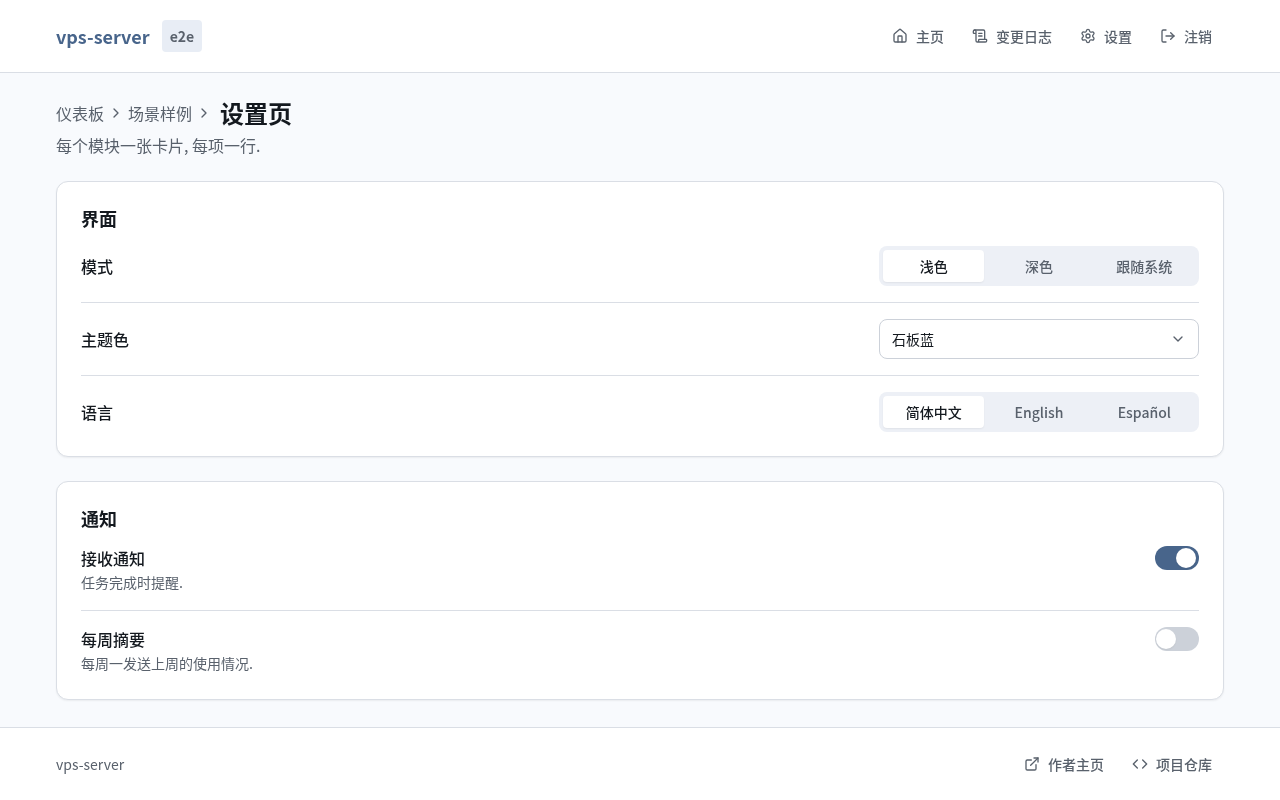 vps-server e2e 主页 变更日志 设置 注销
仪表板 场景样例 设置页
每个模块一张卡片, 每项一行.
界面
模式 浅色 深色 跟随系统
主题色 石板蓝
语言 简体中文 English Español
通知
接收通知
任务完成时提醒.
每周摘要
每周一发送上周的使用情况.
vps-server 作者主页 项目仓库